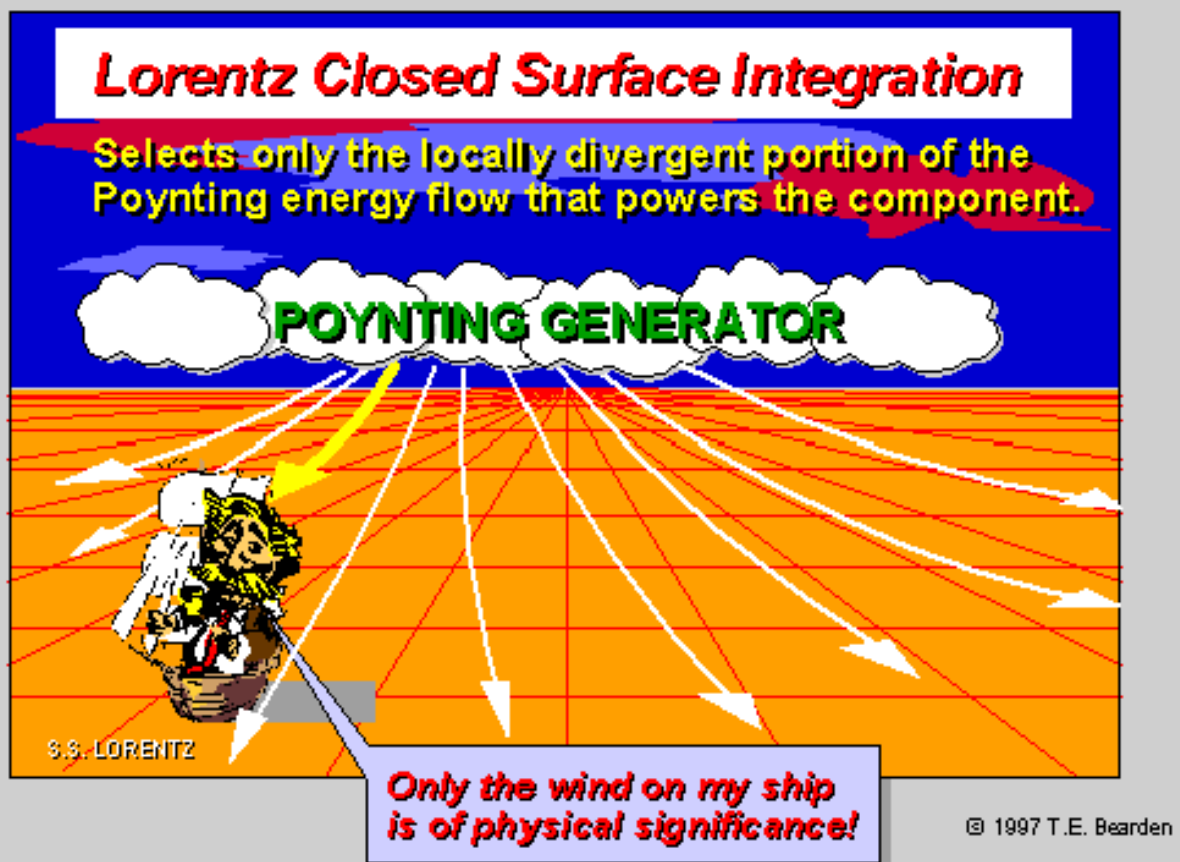 Lorentz Closed Surface Integration
Selects only the locally divergent portion of the
Poynting energy flow that powers the component.
POYNTING GENERATOR
S.S. LORENTZ
Only the wind on my ship
is of physical significance!
© 1997 T.E. Bearden